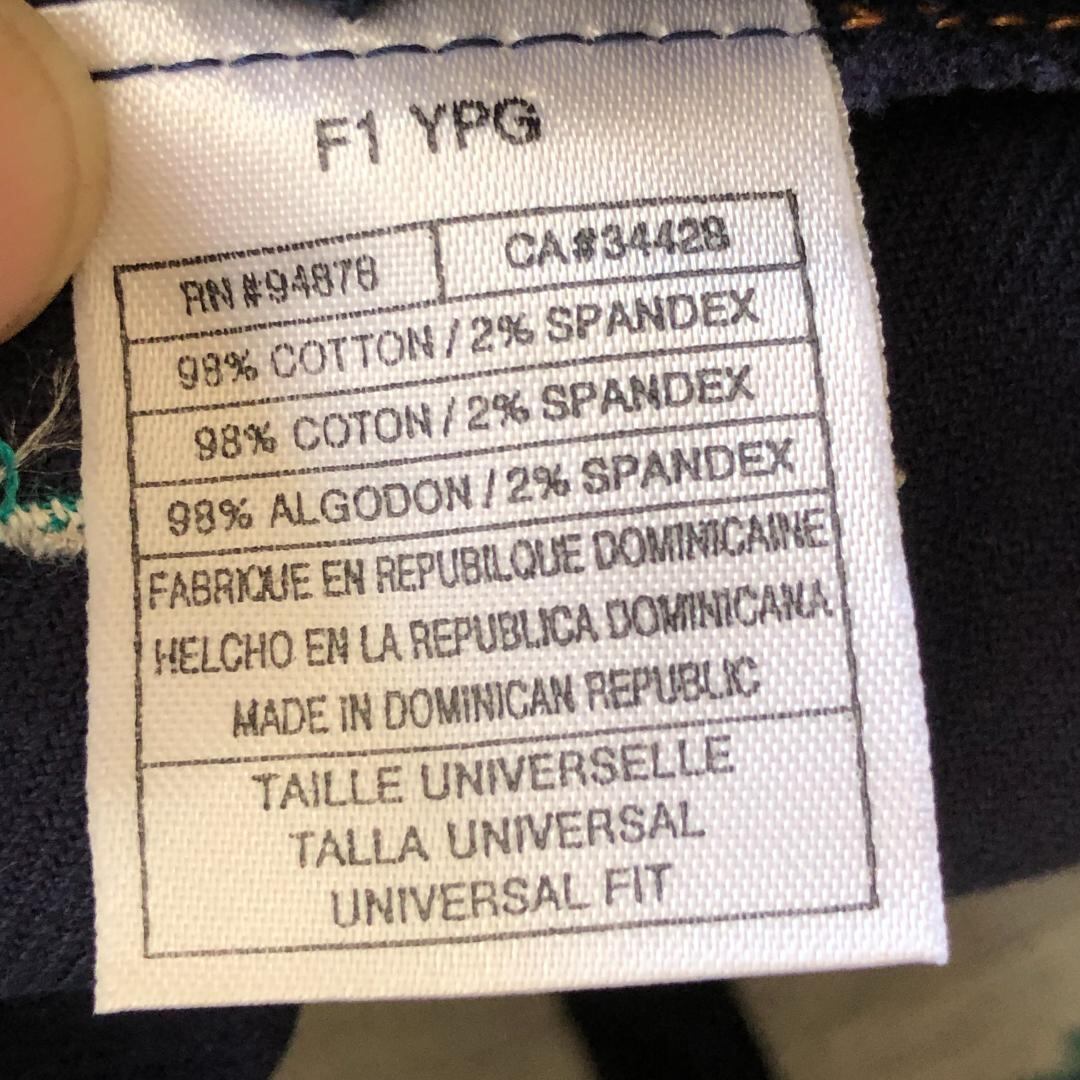 F1 YPG
RN #94878 CA#34428
98% COTTON / 2% SPANDEX
98% COTON / 2% SPANDEX
98% ALGODON / 2% SPANDEX
FABRIQUE EN REPUBILQUE DOMINICAINE
HELCHO EN LA REPUBLICA DOMINICANA
MADE IN DOMINICAN REPUBLIC
TAILLE UNIVERSELLE
TALLA UNIVERSAL
UNIVERSAL FIT